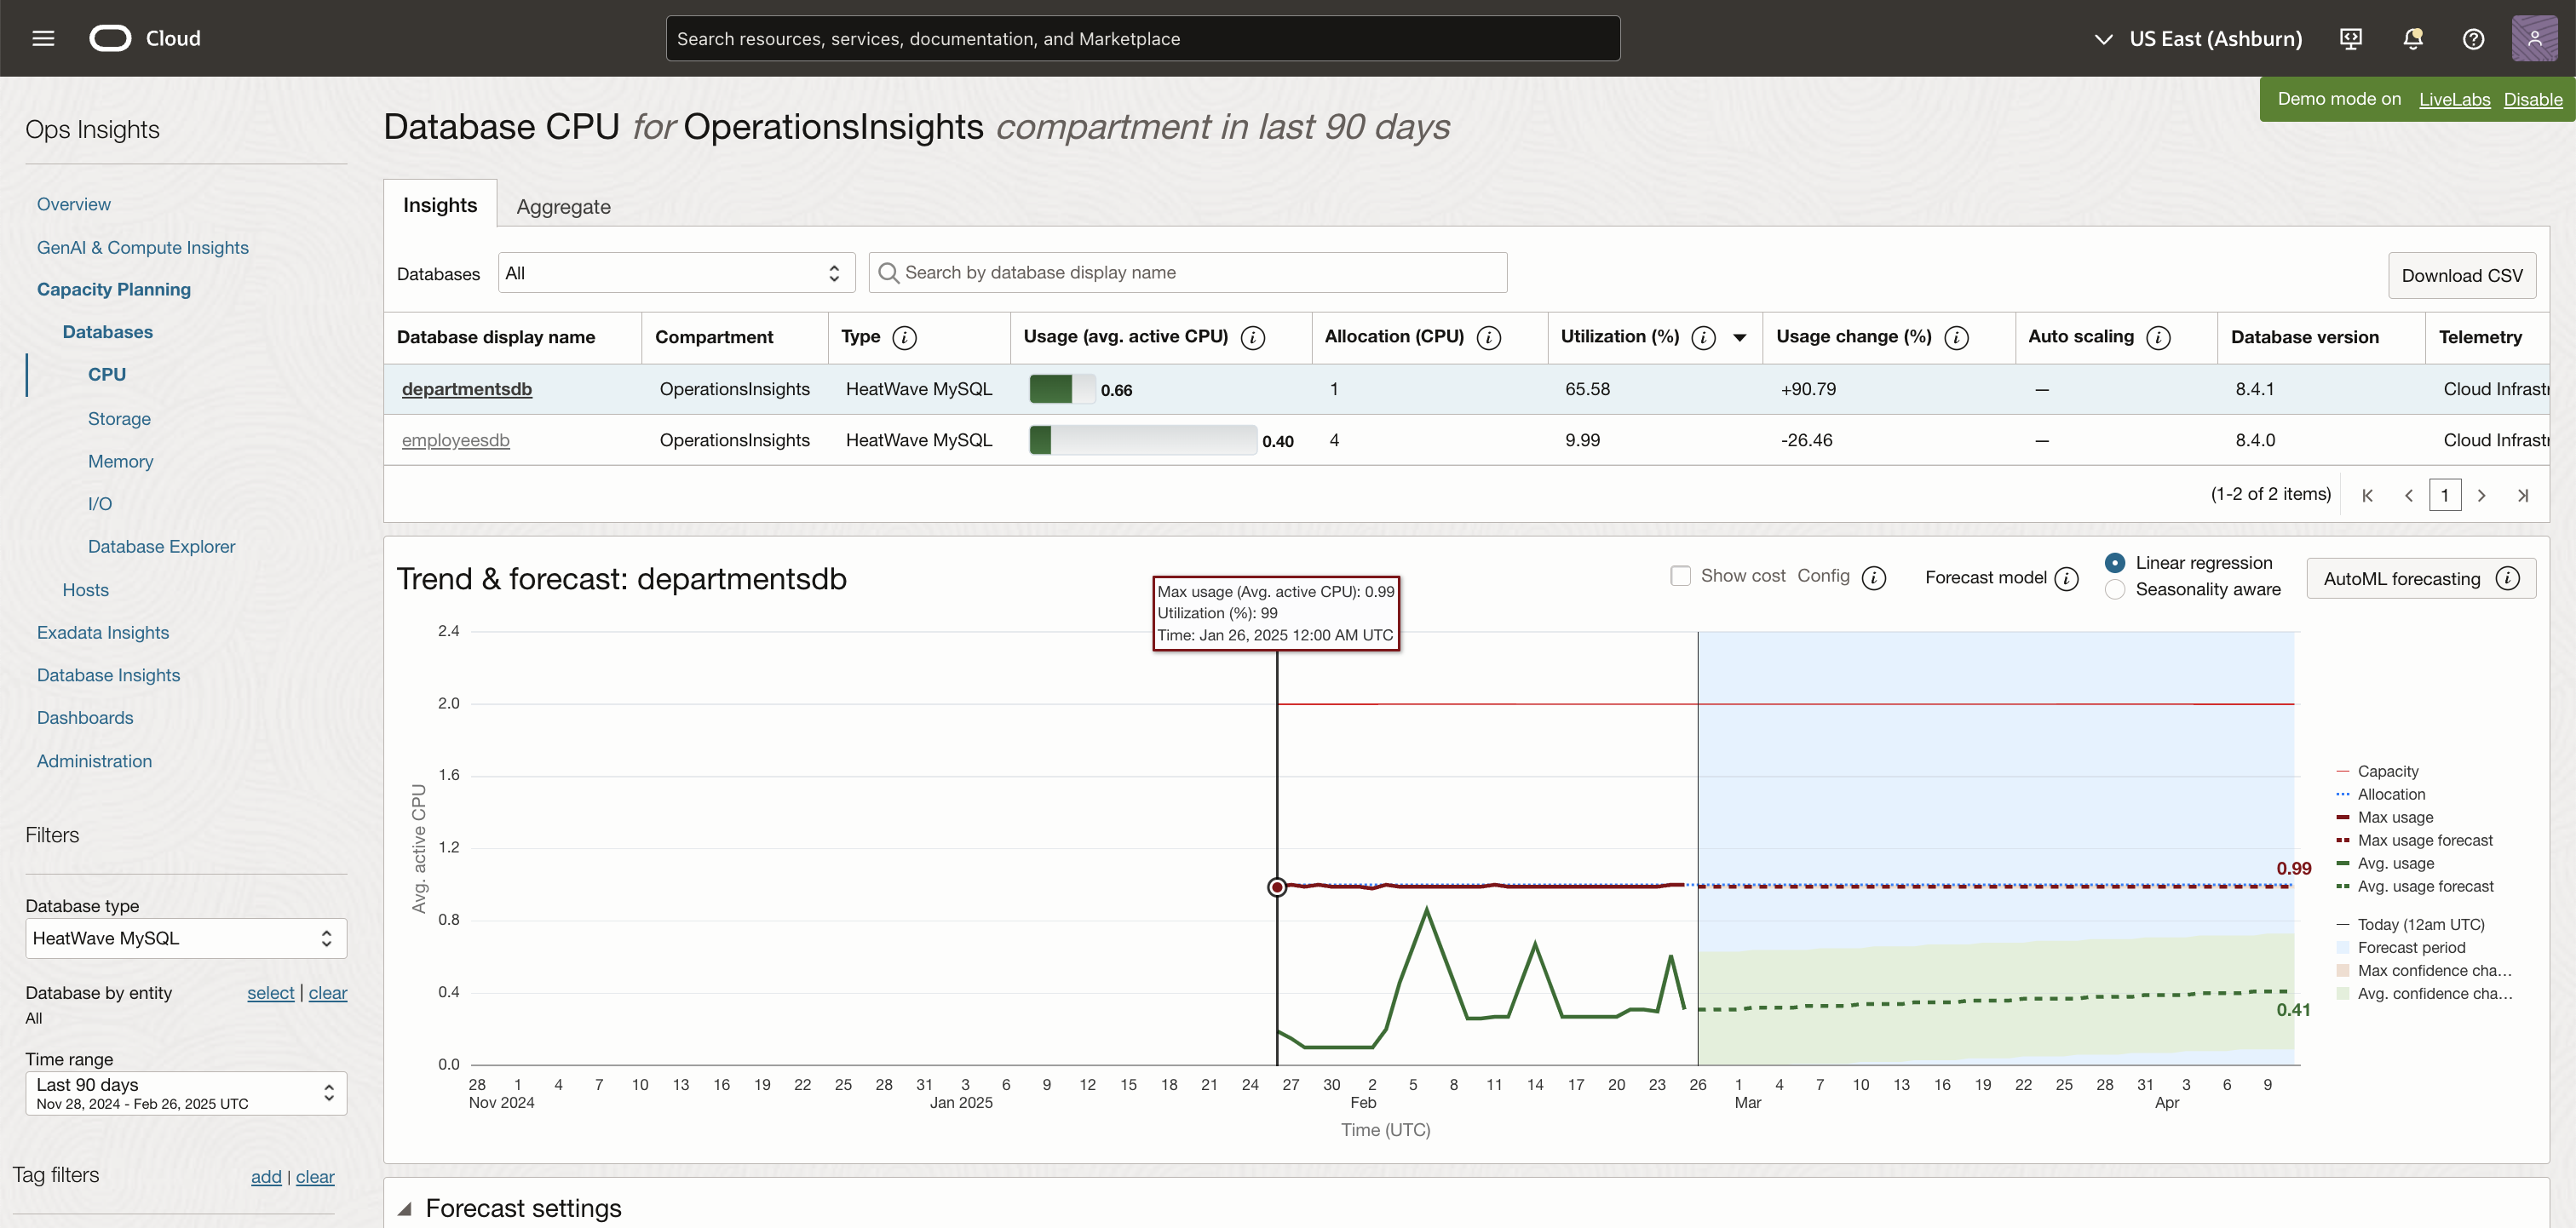 Cloud
Search resources, services, documentation, and Marketplace
US East (Ashburn)
Demo mode on LiveLabs Disable
Ops Insights
Overview
GenAI & Compute Insights
Capacity Planning
Databases
CPU
Storage
Memory
I/O
Database Explorer
Hosts
Exadata Insights
Database Insights
Dashboards
Administration
Filters
Database type
HeatWave MySQL
Database by entity select | clear
All
Time range
Last 90 days
Nov 28, 2024 - Feb 26, 2025 UTC
Tag filters add | clear
Database CPU for OperationsInsights compartment in last 90 days
Insights Aggregate
Databases All Search by database display name Download CSV
Database display name Compartment Type Usage (avg. active CPU) Allocation (CPU) Utilization (%) Usage change (%) Auto scaling Database version Telemetry
departmentsdb OperationsInsights HeatWave MySQL 0.66 1 65.58 +90.79 — 8.4.1 Cloud Infrastr
employeesdb OperationsInsights HeatWave MySQL 0.40 4 9.99 -26.46 — 8.4.0 Cloud Infrastr
(1-2 of 2 items) 1
Trend & forecast: departmentsdb
Show cost Config Forecast model Linear regression
Seasonality aware
AutoML forecasting
Max usage (Avg. active CPU): 0.99
Utilization (%): 99
Time: Jan 26, 2025 12:00 AM UTC
Avg. active CPU
2.4
2.0
1.6
1.2
0.8
0.4
0.0
0.99
0.41
28 1 4 7 10 13 16 19 22 25 28 31 3 6 9 12 15 18 21 24 27 30 2 5 8 11 14 17 20 23 26 1 4 7 10 13 16 19 22 25 28 31 3 6 9
Nov 2024 Jan 2025 Feb Mar Apr
Time (UTC)
Capacity
Allocation
Max usage
Max usage forecast
Avg. usage
Avg. usage forecast
Today (12am UTC)
Forecast period
Max confidence cha…
Avg. confidence cha…
Forecast settings